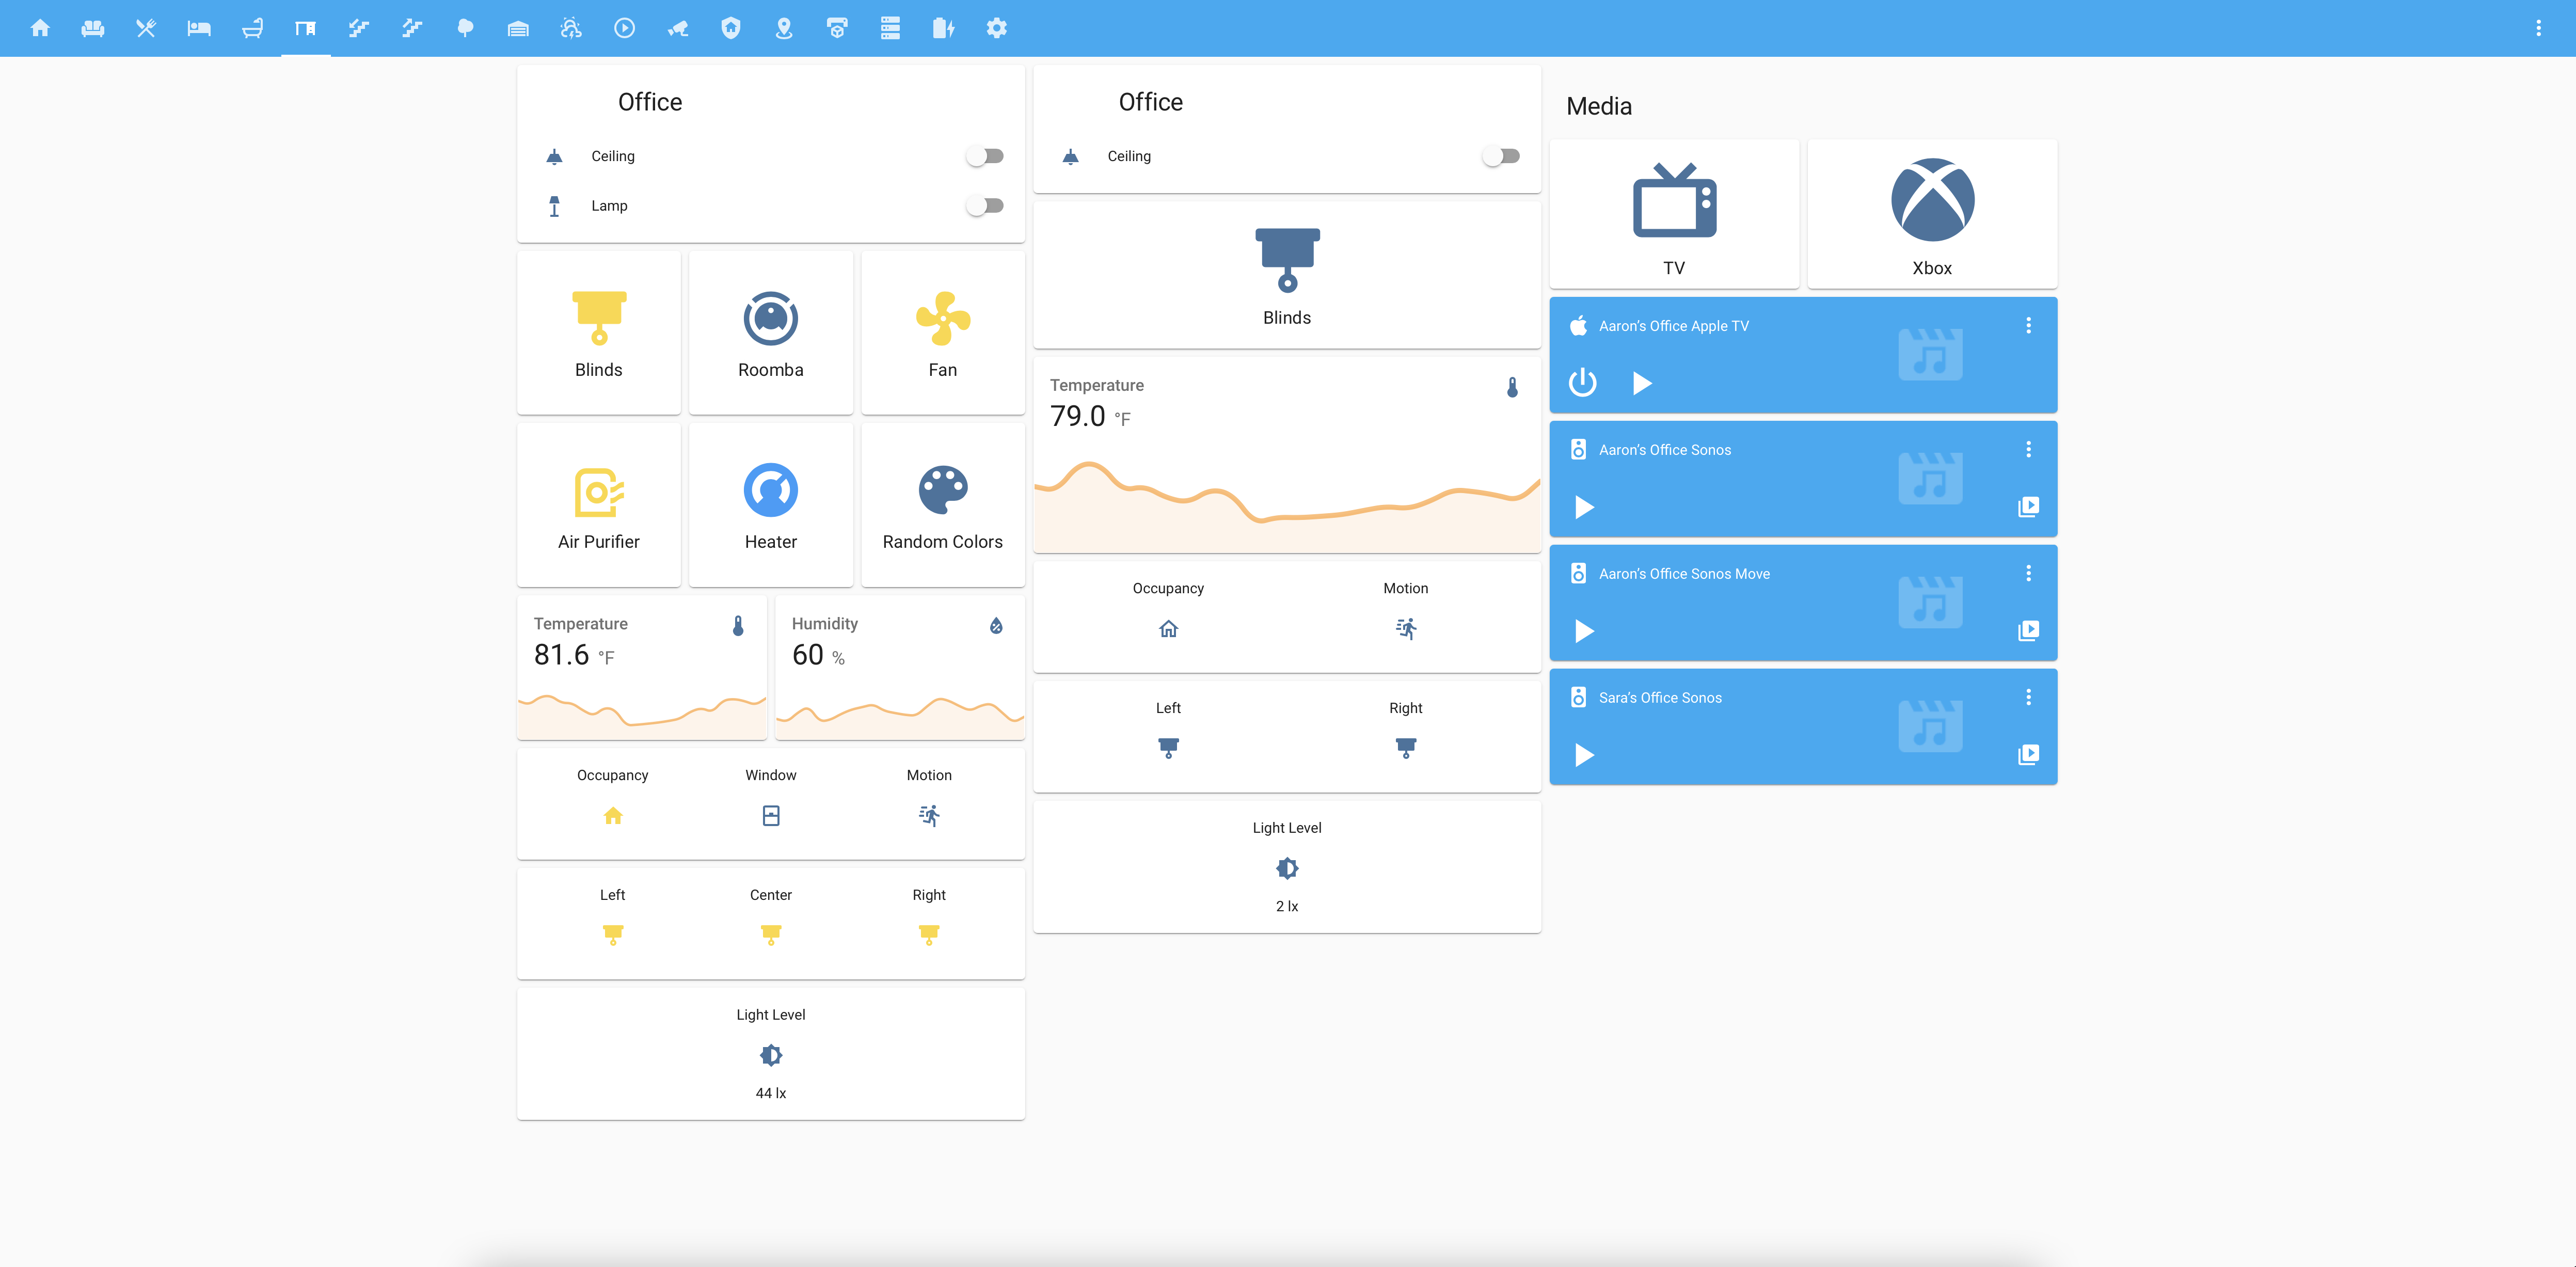 Office
Ceiling
Lamp
Blinds
Roomba
Fan
Air Purifier
Heater
Random Colors
Temperature
81.6 °F
Humidity
60 %
Occupancy
Window
Motion
Left
Center
Right
Light Level
44 lx
Office
Ceiling
Blinds
Temperature
79.0 °F
Occupancy
Motion
Left
Right
Light Level
2 lx
Media
TV
Xbox
Aaron’s Office Apple TV
Aaron’s Office Sonos
Aaron’s Office Sonos Move
Sara’s Office Sonos